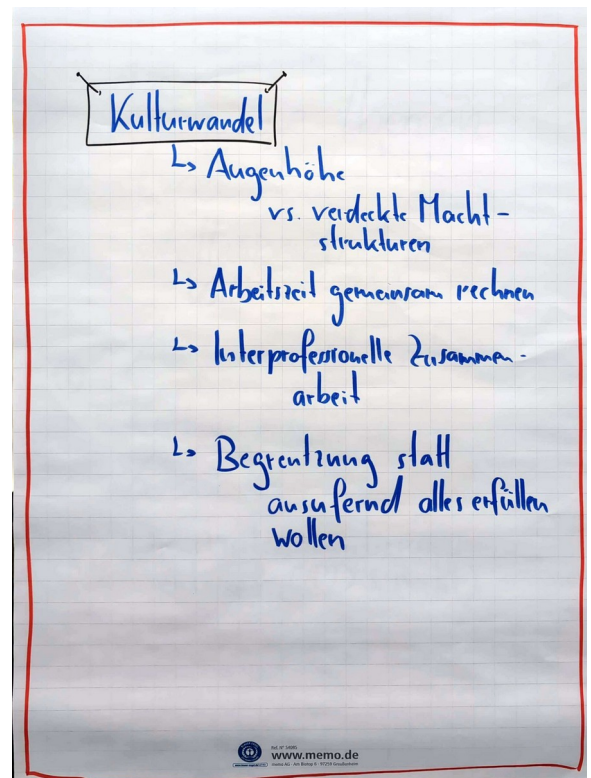 Kulturwandel
↳ Augenhöhe
vs. verdeckte Macht-
strukturen
↳ Arbeitszeit gemeinsam rechnen
↳ Interprofessionelle Zusammen-
arbeit
↳ Begrentzung statt
ausufernd alles erfüllen
wollen
www.memo.de